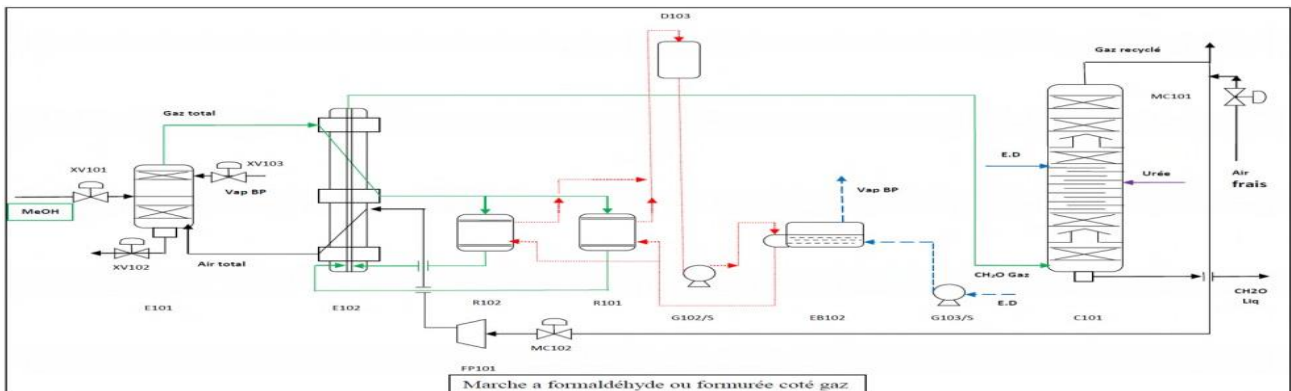 D103
Gaz recyclé
Gaz total
MC101
XV101
XV103
E.D
Urée
Air
frais
Vap BP
Vap BP
MeOH
XV102
Air total
CH₂O Gaz
CH2O
Liq
E.D
E101
E102
R102
R101
G102/S
EB102
G103/S
C101
MC102
FP101
Marche a formaldéhyde ou formurée coté gaz